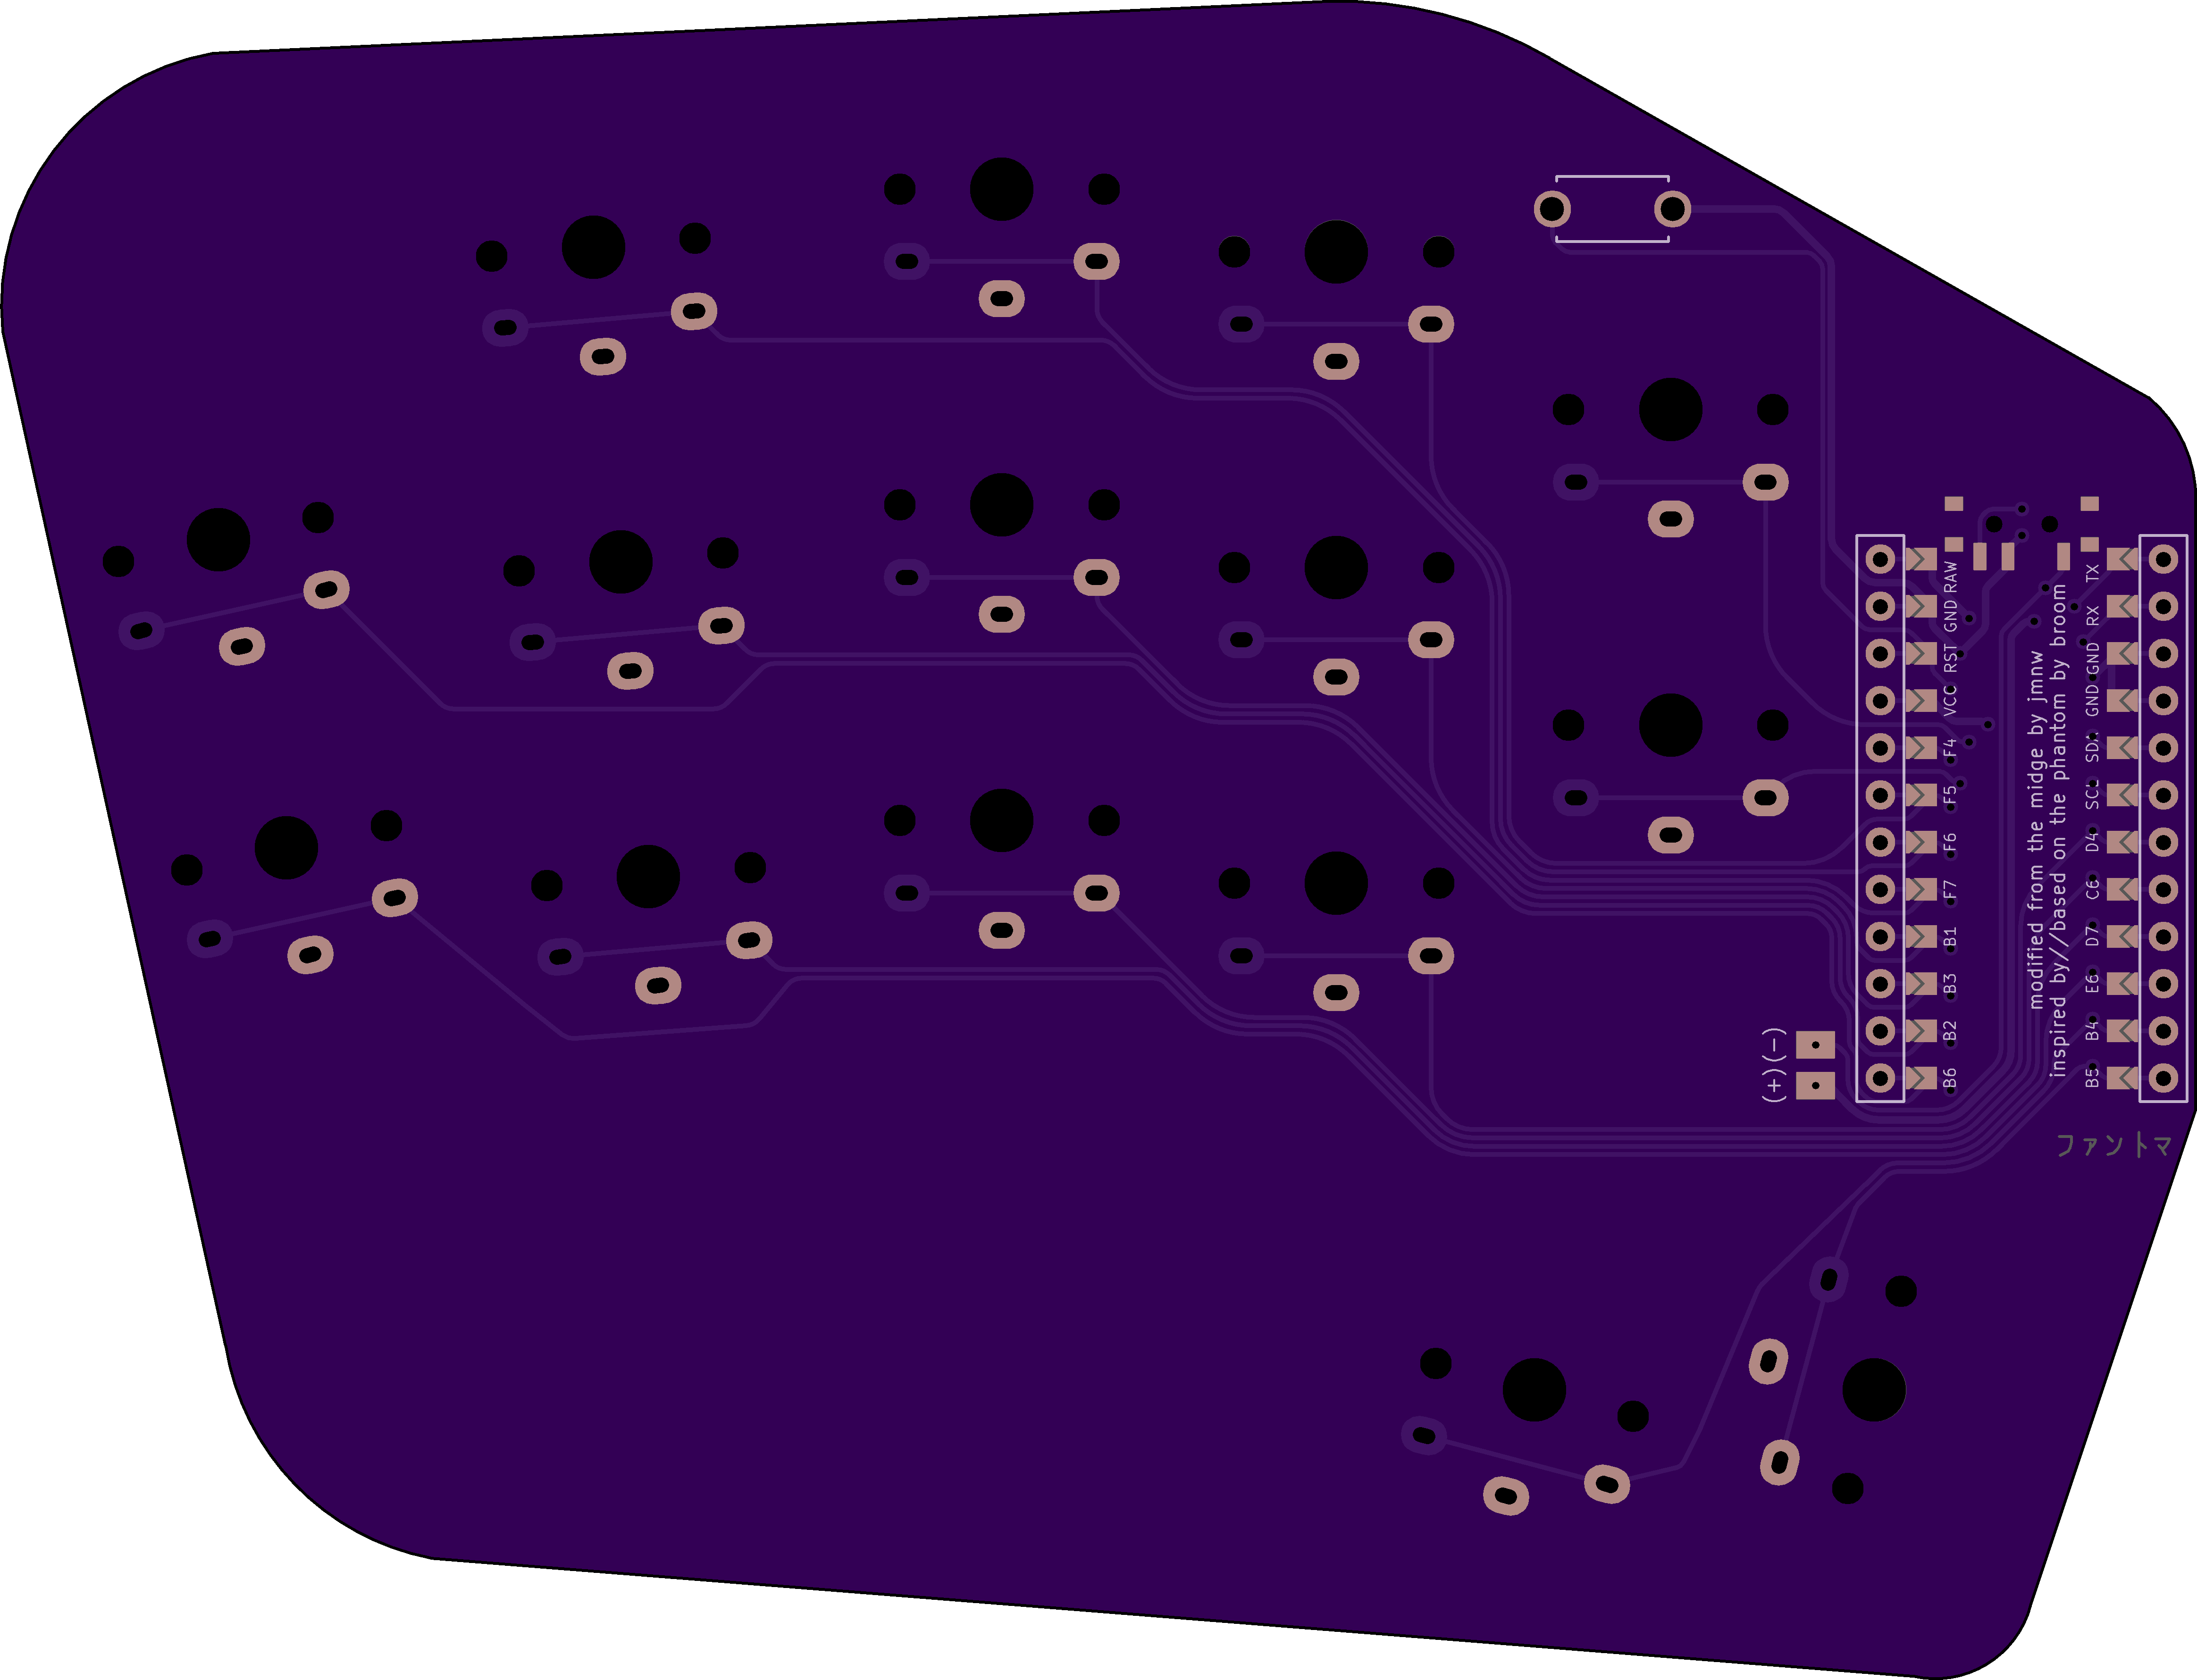 RAW
GND
RST
VCC
F4
F5
F6
F7
B1
B3
B2
B6
modified from the midge by jmnw
inspired by//based on the phantom by broom
TX
RX
GND
GND
SDA
SCL
D4
C6
D7
E6
B4
B5
(-)
(+)
ファントマ